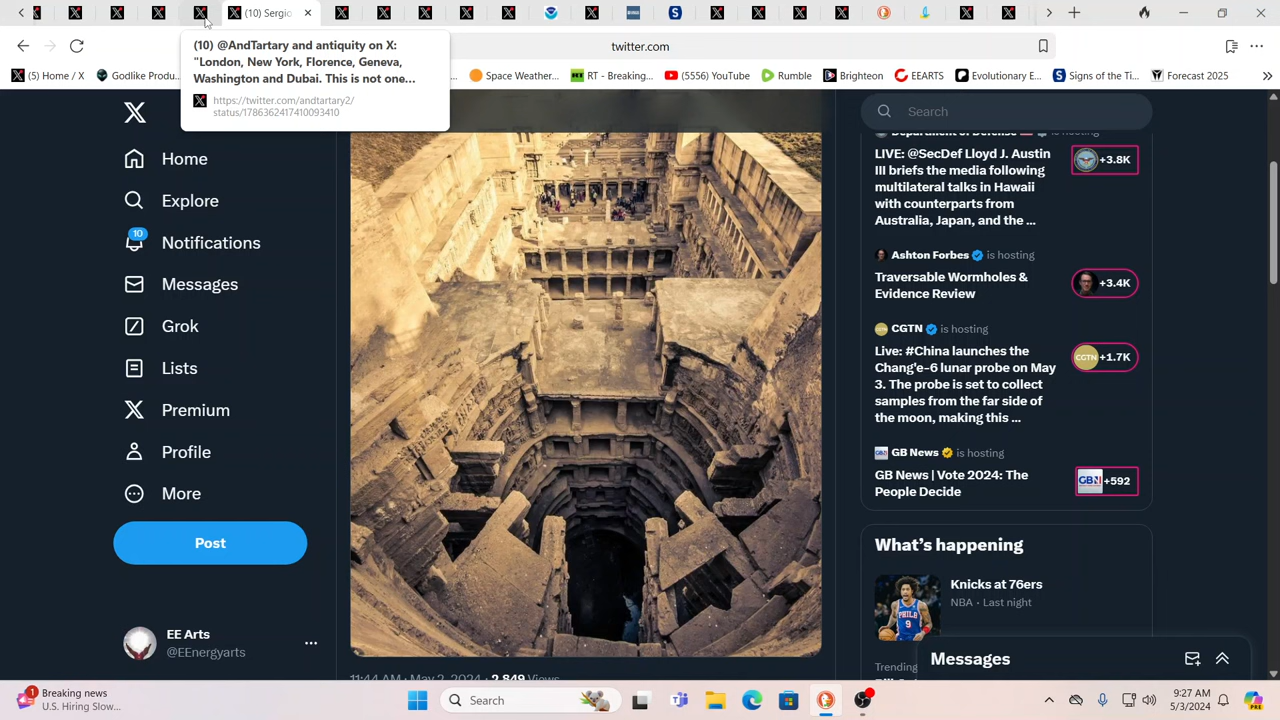 (10) Sergio
twitter.com
(5) Home / X
Godlike Produ...
Space Weather...
RT - Breaking...
(5556) YouTube
Rumble
Brighteon
EEARTS
Evolutionary E...
Signs of the Ti...
Forecast 2025
(10) @AndTartary and antiquity on X:
"London, New York, Florence, Geneva,
Washington and Dubai. This is not one...
https://twitter.com/andtartary2/
status/1786362417410093410
Home
Explore
10
Notifications
Messages
Grok
Lists
Premium
Profile
More
Post
EE Arts
@EEnergyarts
11:44 AM · May 2, 2024 · 2,849 Views
Search
Department of Defense is hosting
LIVE: @SecDef Lloyd J. Austin
III briefs the media following
multilateral talks in Hawaii
with counterparts from
Australia, Japan, and the ...
+3.8K
Ashton Forbes is hosting
Traversable Wormholes &
Evidence Review
+3.4K
CGTN is hosting
Live: #China launches the
Chang'e-6 lunar probe on May
3. The probe is set to collect
samples from the far side of
the moon, making this ...
CGTN +1.7K
GB News is hosting
GB News | Vote 2024: The
People Decide
GBN +592
What's happening
Knicks at 76ers
NBA · Last night
Trending
Messages
1
Breaking news
U.S. Hiring Slow...
Search
9:27 AM
5/3/2024